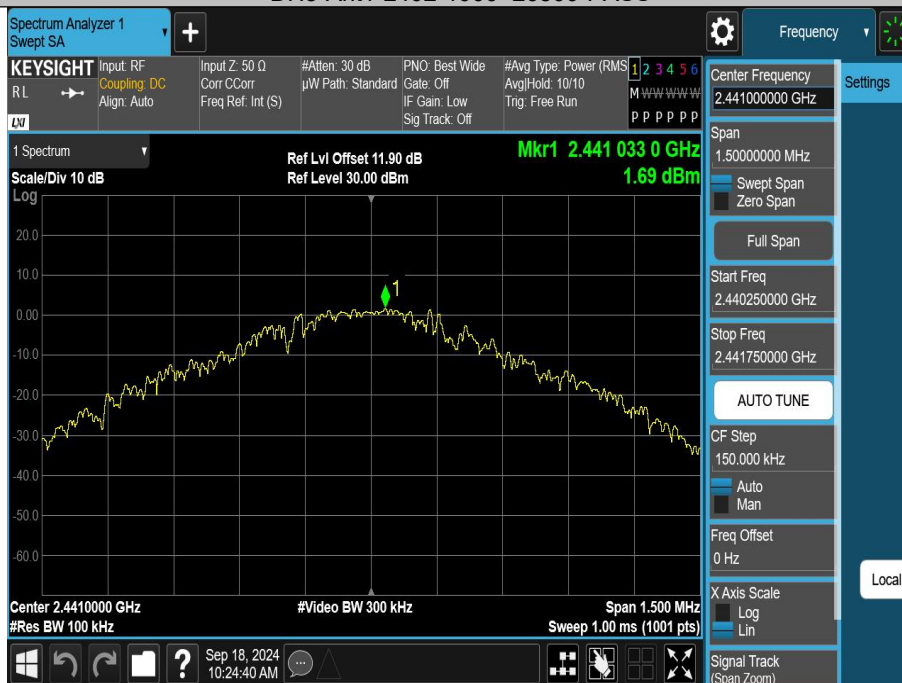 Spectrum Analyzer 1
Swept SA
Frequency
KEYSIGHT
RL
LXI
Input: RF
Coupling: DC
Align: Auto
Input Z: 50 Ω
Corr CCorr
Freq Ref: Int (S)
#Atten: 30 dB
µW Path: Standard
PNO: Best Wide
Gate: Off
IF Gain: Low
Sig Track: Off
#Avg Type: Power (RMS
Avg|Hold: 10/10
Trig: Free Run
1 2 3 4 5 6
M W W W W W
P P P P P P
1 Spectrum
Scale/Div 10 dB
Log
Ref Lvl Offset 11.90 dB
Ref Level 30.00 dBm
Mkr1 2.441 033 0 GHz
1.69 dBm
20.0
10.0
0.00
-10.0
-20.0
-30.0
-40.0
-50.0
-60.0
1
Center 2.4410000 GHz
#Res BW 100 kHz
#Video BW 300 kHz
Span 1.500 MHz
Sweep 1.00 ms (1001 pts)
Sep 18, 2024
10:24:40 AM
Center Frequency
2.441000000 GHz
Settings
Span
1.50000000 MHz
Swept Span
Zero Span
Full Span
Start Freq
2.440250000 GHz
Stop Freq
2.441750000 GHz
AUTO TUNE
CF Step
150.000 kHz
Auto
Man
Freq Offset
0 Hz
Local
X Axis Scale
Log
Lin
Signal Track
(Span Zoom)